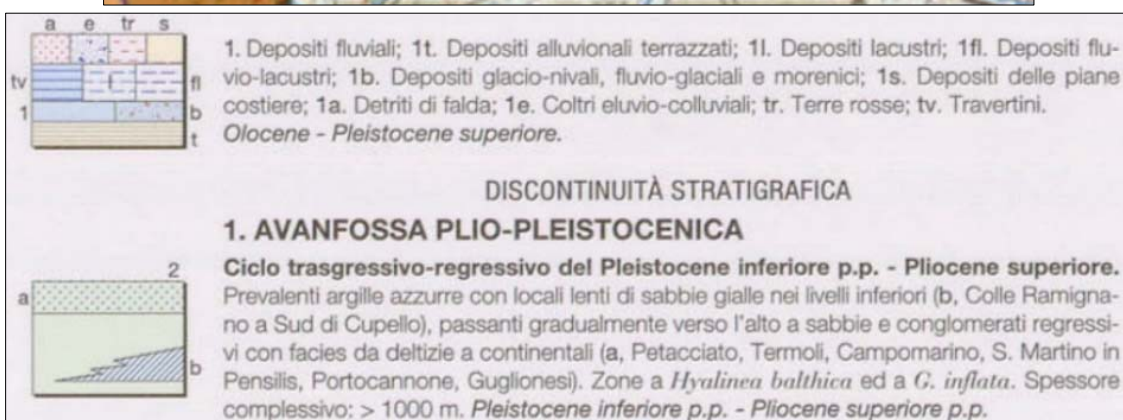 a e tr s
tv fl
1 b
t
1. Depositi fluviali; 1t. Depositi alluvionali terrazzati; 1l. Depositi lacustri; 1fl. Depositi flu-
vio-lacustri; 1b. Depositi glacio-nivali, fluvio-glaciali e morenici; 1s. Depositi delle piane
costiere; 1a. Detriti di falda; 1e. Coltri eluvio-colluviali; tr. Terre rosse; tv. Travertini.
Olocene - Pleistocene superiore.
DISCONTINUITÀ STRATIGRAFICA
1. AVANFOSSA PLIO-PLEISTOCENICA
2
a
b
Ciclo trasgressivo-regressivo del Pleistocene inferiore p.p. - Pliocene superiore.
Prevalenti argille azzurre con locali lenti di sabbie gialle nei livelli inferiori (b, Colle Ramigna-
no a Sud di Cupello), passanti gradualmente verso l'alto a sabbie e conglomerati regressi-
vi con facies da deltizie a continentali (a, Petacciato, Termoli, Campomarino, S. Martino in
Pensilis, Portocannone, Guglionesi). Zone a Hyalinea balthica ed a G. inflata. Spessore
complessivo: > 1000 m. Pleistocene inferiore p.p. - Pliocene superiore p.p.